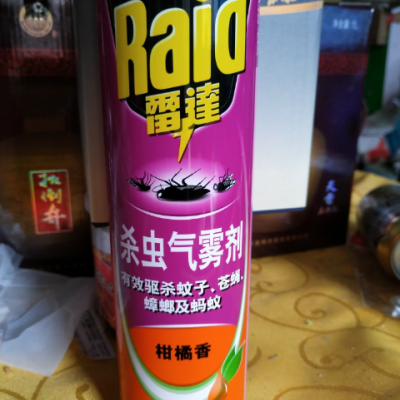 Raid
雷達
杀虫气雾剂
有效驱杀蚊子、苍蝇、
蟑螂及蚂蚁
柑橘香